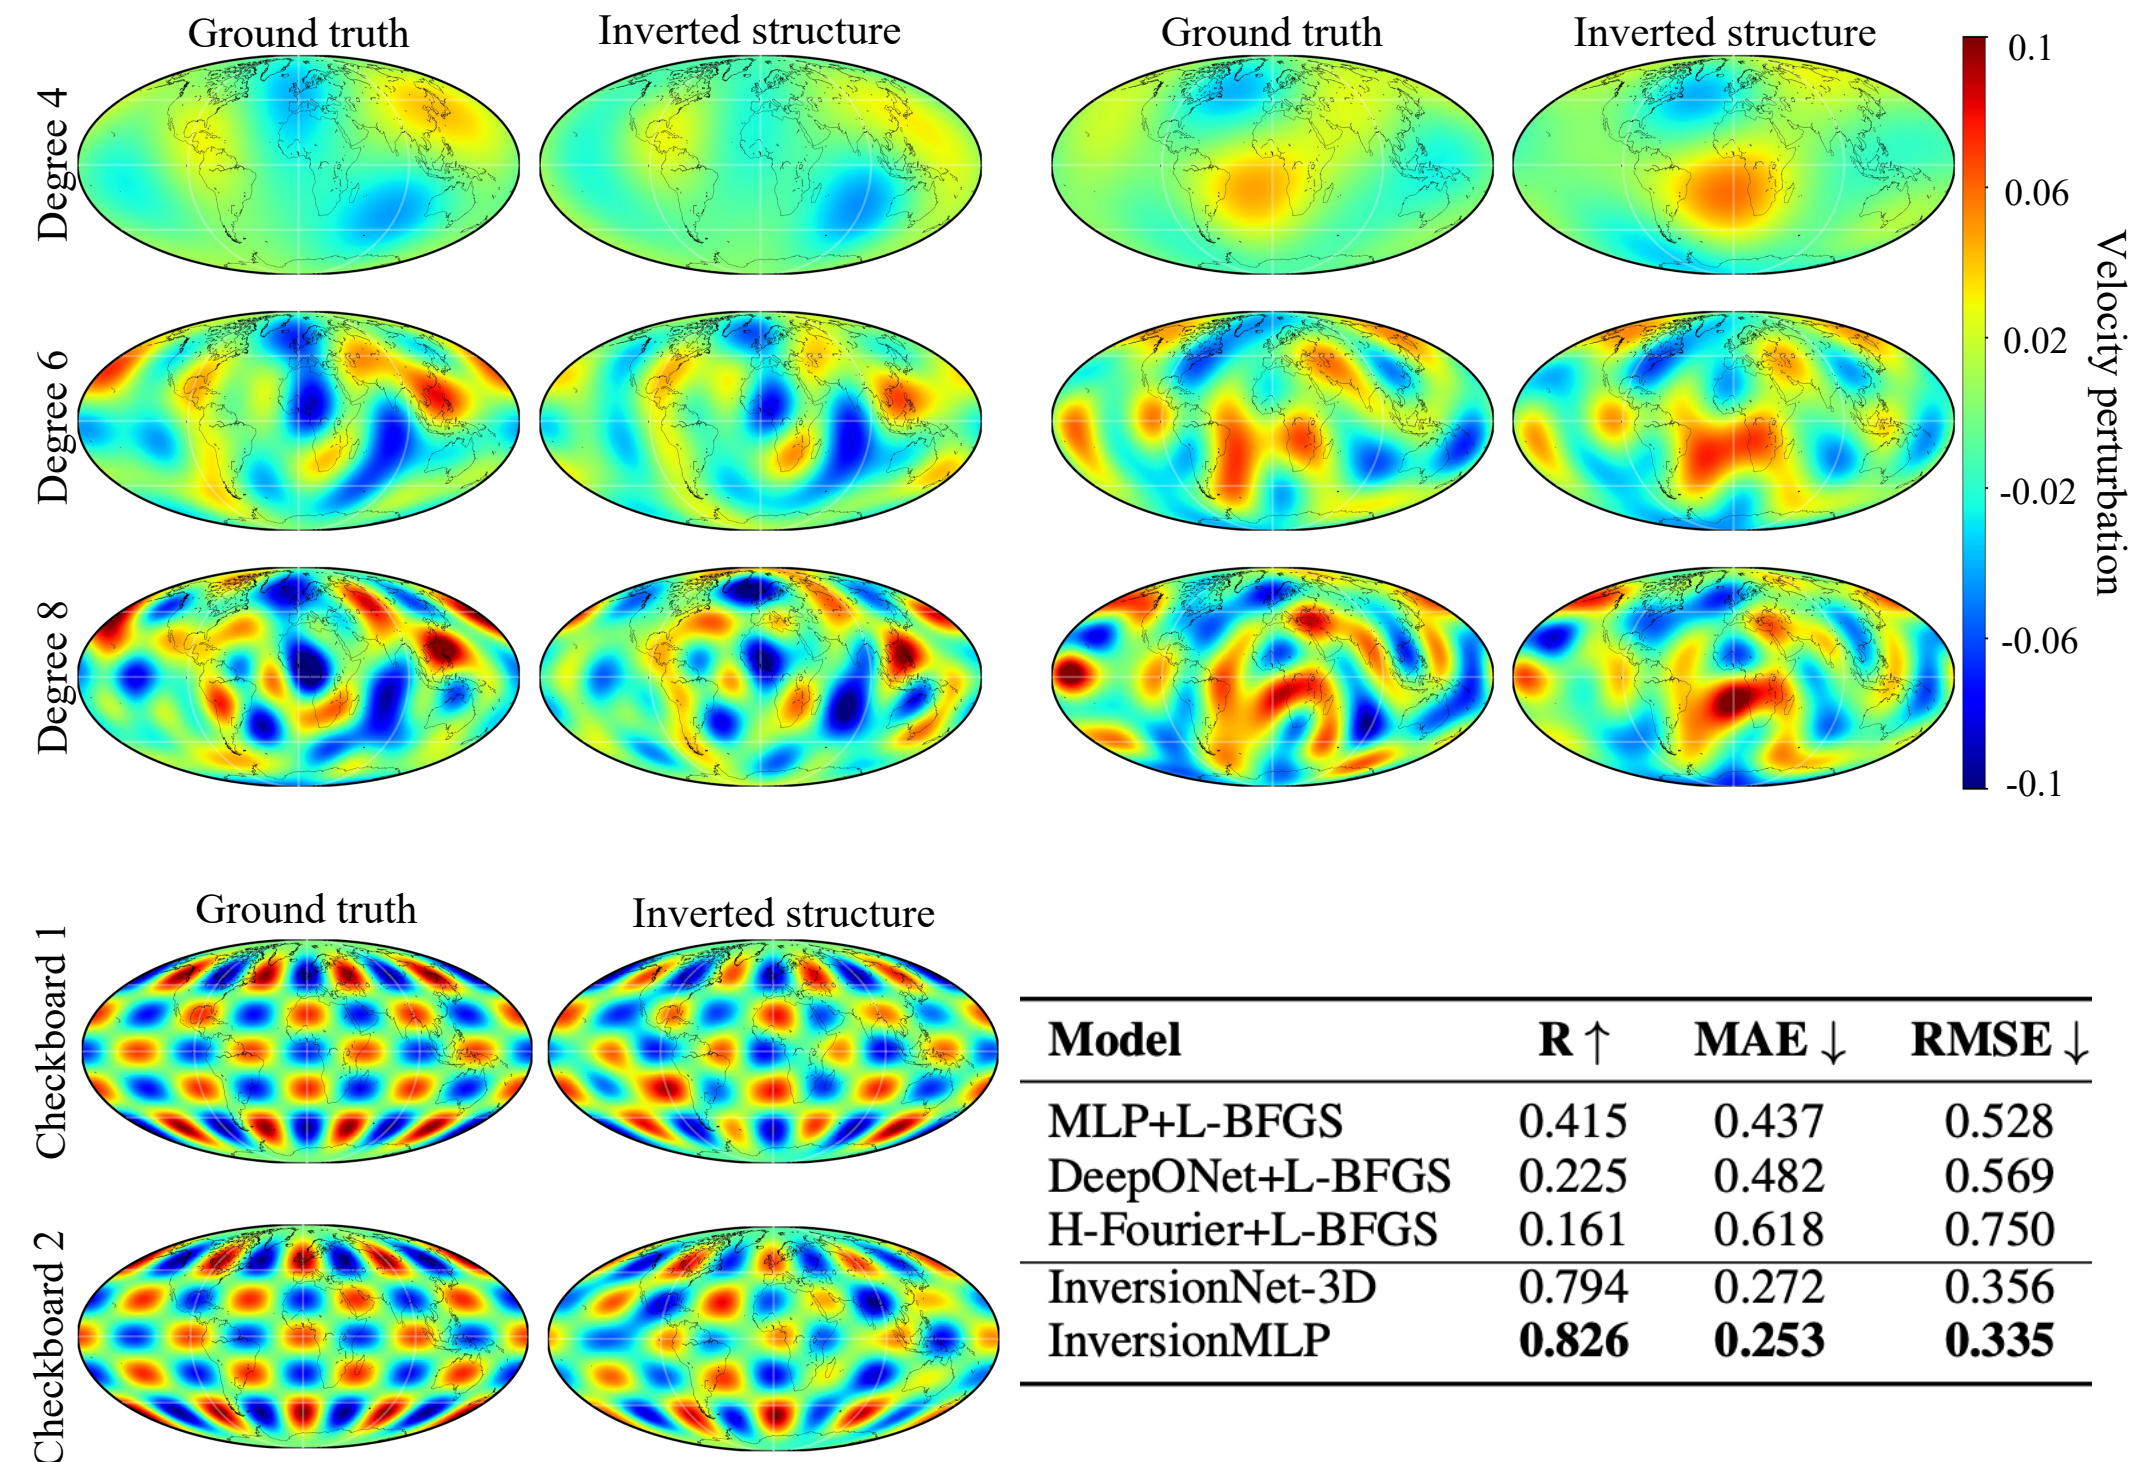 Ground truth Inverted structure Ground truth Inverted structure
Degree 4
Degree 6
Degree 8
0.1
0.06
0.02
-0.02
-0.06
-0.1
Velocity perturbation
Ground truth Inverted structure
Checkboard 1
Checkboard 2
Model R ↑ MAE ↓ RMSE ↓
MLP+L-BFGS 0.415 0.437 0.528
DeepONet+L-BFGS 0.225 0.482 0.569
H-Fourier+L-BFGS 0.161 0.618 0.750
InversionNet-3D 0.794 0.272 0.356
InversionMLP 0.826 0.253 0.335